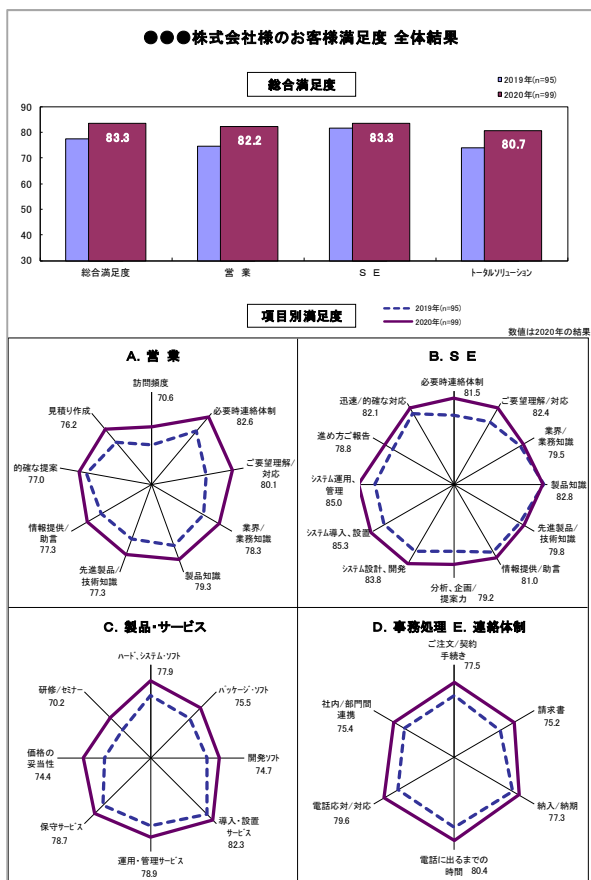 ●●●株式会社様のお客様満足度 全体結果
総合満足度
2019年(n=95)
2020年(n=99)
90
80
70
60
50
40
30
83.3
82.2
83.3
80.7
総合満足度
営 業
Ｓ Ｅ
ﾄｰﾀﾙｿﾘｭｰｼｮﾝ
項目別満足度
2019年(n=95)
2020年(n=99)
数値は2020年の結果
A. 営 業
訪問頻度
70.6
必要時連絡体制
82.6
ご要望理解/
対応
80.1
業界/
業務知識
78.3
製品知識
79.3
先進製品/
技術知識
77.3
情報提供/
助言
77.3
的確な提案
77.0
見積り作成
76.2
B. Ｓ Ｅ
必要時連絡体制
81.5
ご要望理解/対応
82.4
業界/
業務知識
79.5
製品知識
82.8
先進製品/
技術知識
79.8
情報提供/助言
81.0
分析、企画/
提案力
79.2
ｼｽﾃﾑ設計、開発
83.8
ｼｽﾃﾑ導入、設置
85.3
ｼｽﾃﾑ運用、
管理
85.0
進め方ご報告
78.8
迅速/的確な対応
82.1
C. 製品・サービス
ﾊｰﾄﾞ、ｼｽﾃﾑ・ｿﾌﾄ
77.9
ﾊﾟｯｹｰｼﾞ・ｿﾌﾄ
75.5
開発ｿﾌﾄ
74.7
導入・設置
ｻｰﾋﾞｽ
82.3
運用・管理ｻｰﾋﾞｽ
78.9
保守ｻｰﾋﾞｽ
78.7
価格の
妥当性
74.4
研修/ｾﾐﾅｰ
70.2
D. 事務処理 E. 連絡体制
ご注文/契約
手続き
77.5
請求書
75.2
納入/納期
77.3
電話に出るまでの
時間
80.4
電話応対/対応
79.6
社内/部門間
連携
75.4